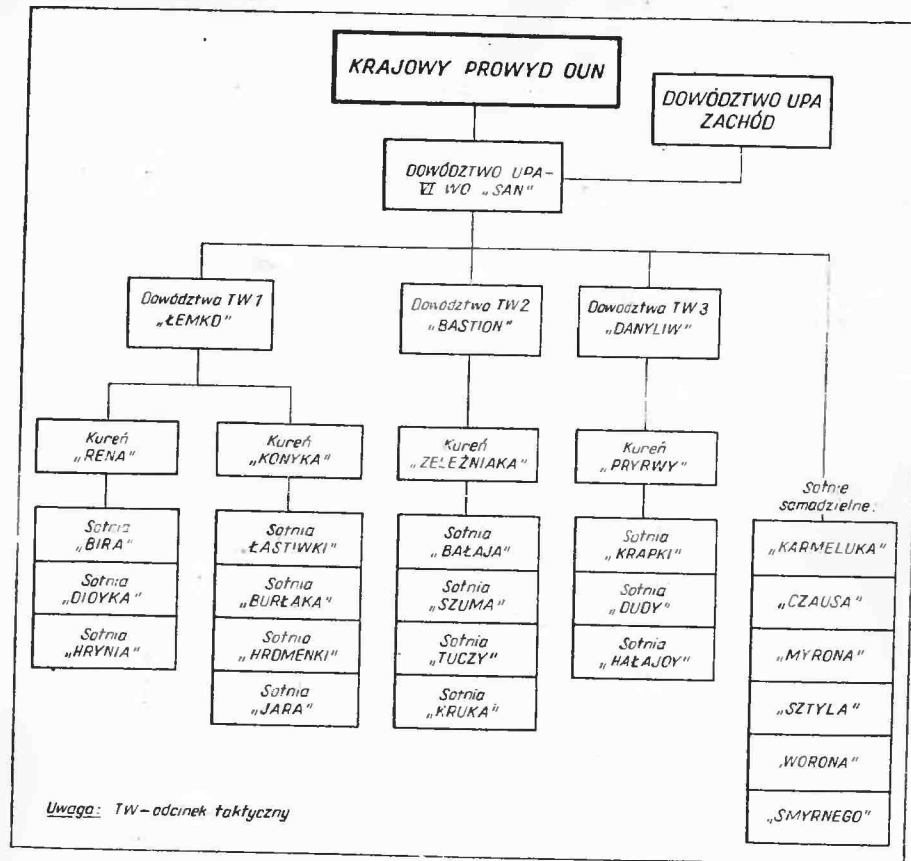 KRAJOWY PROWYD OUN
DOWÓDZTWO UPA
ZACHÓD
DOWÓDZTWO UPA-
VI WO „SAN"
Dowództwa TW 1
„ŁEMKO"
Dowództwo TW 2
„BASTION"
Dowództwa TW 3
„DANYLIW"
Kureń
„RENA"
Kureń
„KONYKA"
Kureń
„ZELEŹNIAKA"
Kureń
„PRYRWY"
Sotnie
samodzielne:
Sotnia
„BIRA"
Sotnia
„DIDYKA"
Sotnia
„HRYNIA"
Sotnia
„ŁASTIWKI"
Sotnia
„BURŁAKA"
Sotnia
„HROMENKI"
Sotnia
„JARA"
Sotnia
„BAŁAJA"
Sotnia
„SZUMA"
Sotnia
„TUCZY"
Sotnia
„KRUKA"
Sotnia
„KRAPKI"
Sotnia
„DUDY"
Sotnia
„HAŁAJDY"
„KARMELUKA"
„CZAUSA"
„MYRONA"
„SZTYLA"
„WORONA"
„SMYRNEGO"
Uwaga: TW-odcinek taktyczny